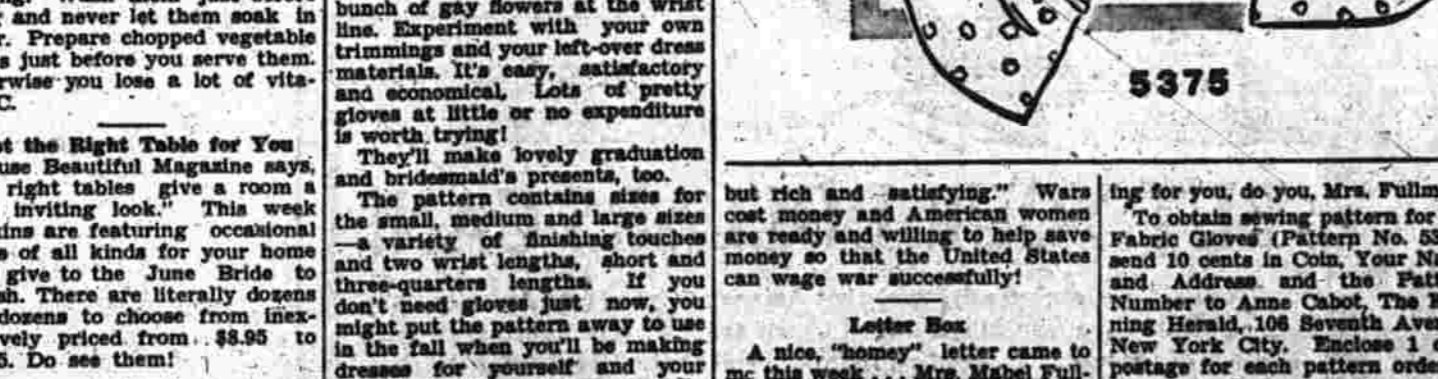 and never let them soak in
Prepare chopped vegetable
just before you serve them.
you lose a lot of vita-
C.
the Right Table for You
Beautiful Magazine says,
right tables give a room a
inviting look." This week
are featuring occasional
of all kinds for your home
give to the June Bride to
There are literally dozens
dozens to choose from inex-
priced from . . $8.95 to
Do see them!
bunch of gay flowers at the wrist
line. Experiment with your own
trimmings and your left-over dress
materials. It's easy, satisfactory
and economical. Lots of pretty
gloves at little or no expenditure
is worth trying!
They'll make lovely graduation
and bridesmaid's presents, too.
The pattern contains sizes for
the small, medium and large sizes
—a variety of finishing touches
and two wrist lengths, short and
three-quarters lengths. If you
don't need gloves just now, you
might put the pattern away to use
in the fall when you'll be making
dresses for yourself and your
5375
but rich and satisfying." Wars
cost money and American women
are ready and willing to help save
money so that the United States
can wage war successfully!
Letter Box
A nice, "homey" letter came to
me this week . . . Mrs. Mabel Full-
ing for you, do you, Mrs. Fullm
To obtain sewing pattern for
Fabric Gloves (Pattern No. 53
send 10 cents in Coin, Your N
and Address and the Patt
Number to Anne Cabot, The
ning Herald, 106 Seventh Ave
New York City. Enclose 1
postage for each pattern orde